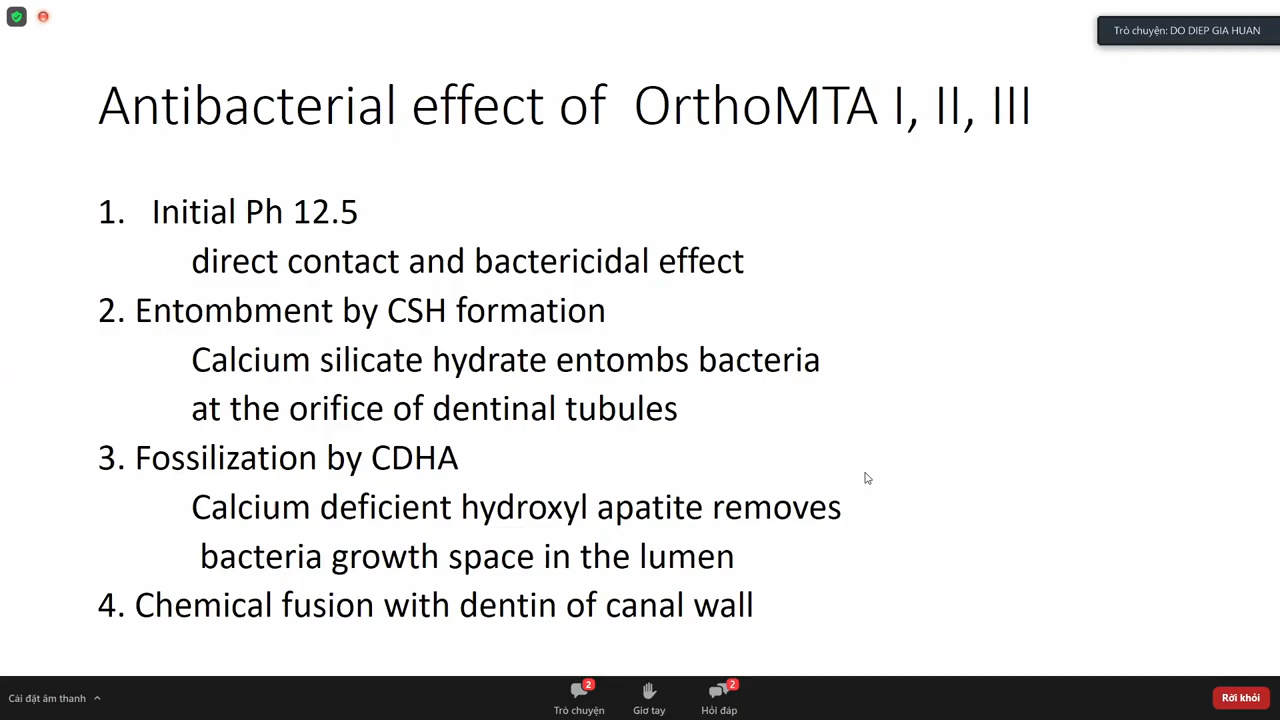 Trò chuyện: DO DIEP GIA HUAN
Antibacterial effect of OrthoMTA I, II, III
1. Initial Ph 12.5
direct contact and bactericidal effect
2. Entombment by CSH formation
Calcium silicate hydrate entombs bacteria
at the orifice of dentinal tubules
3. Fossilization by CDHA
Calcium deficient hydroxyl apatite removes
bacteria growth space in the lumen
4. Chemical fusion with dentin of canal wall
2 2
Cài đặt âm thanh Trò chuyện Giơ tay Hỏi đáp Rời khỏi